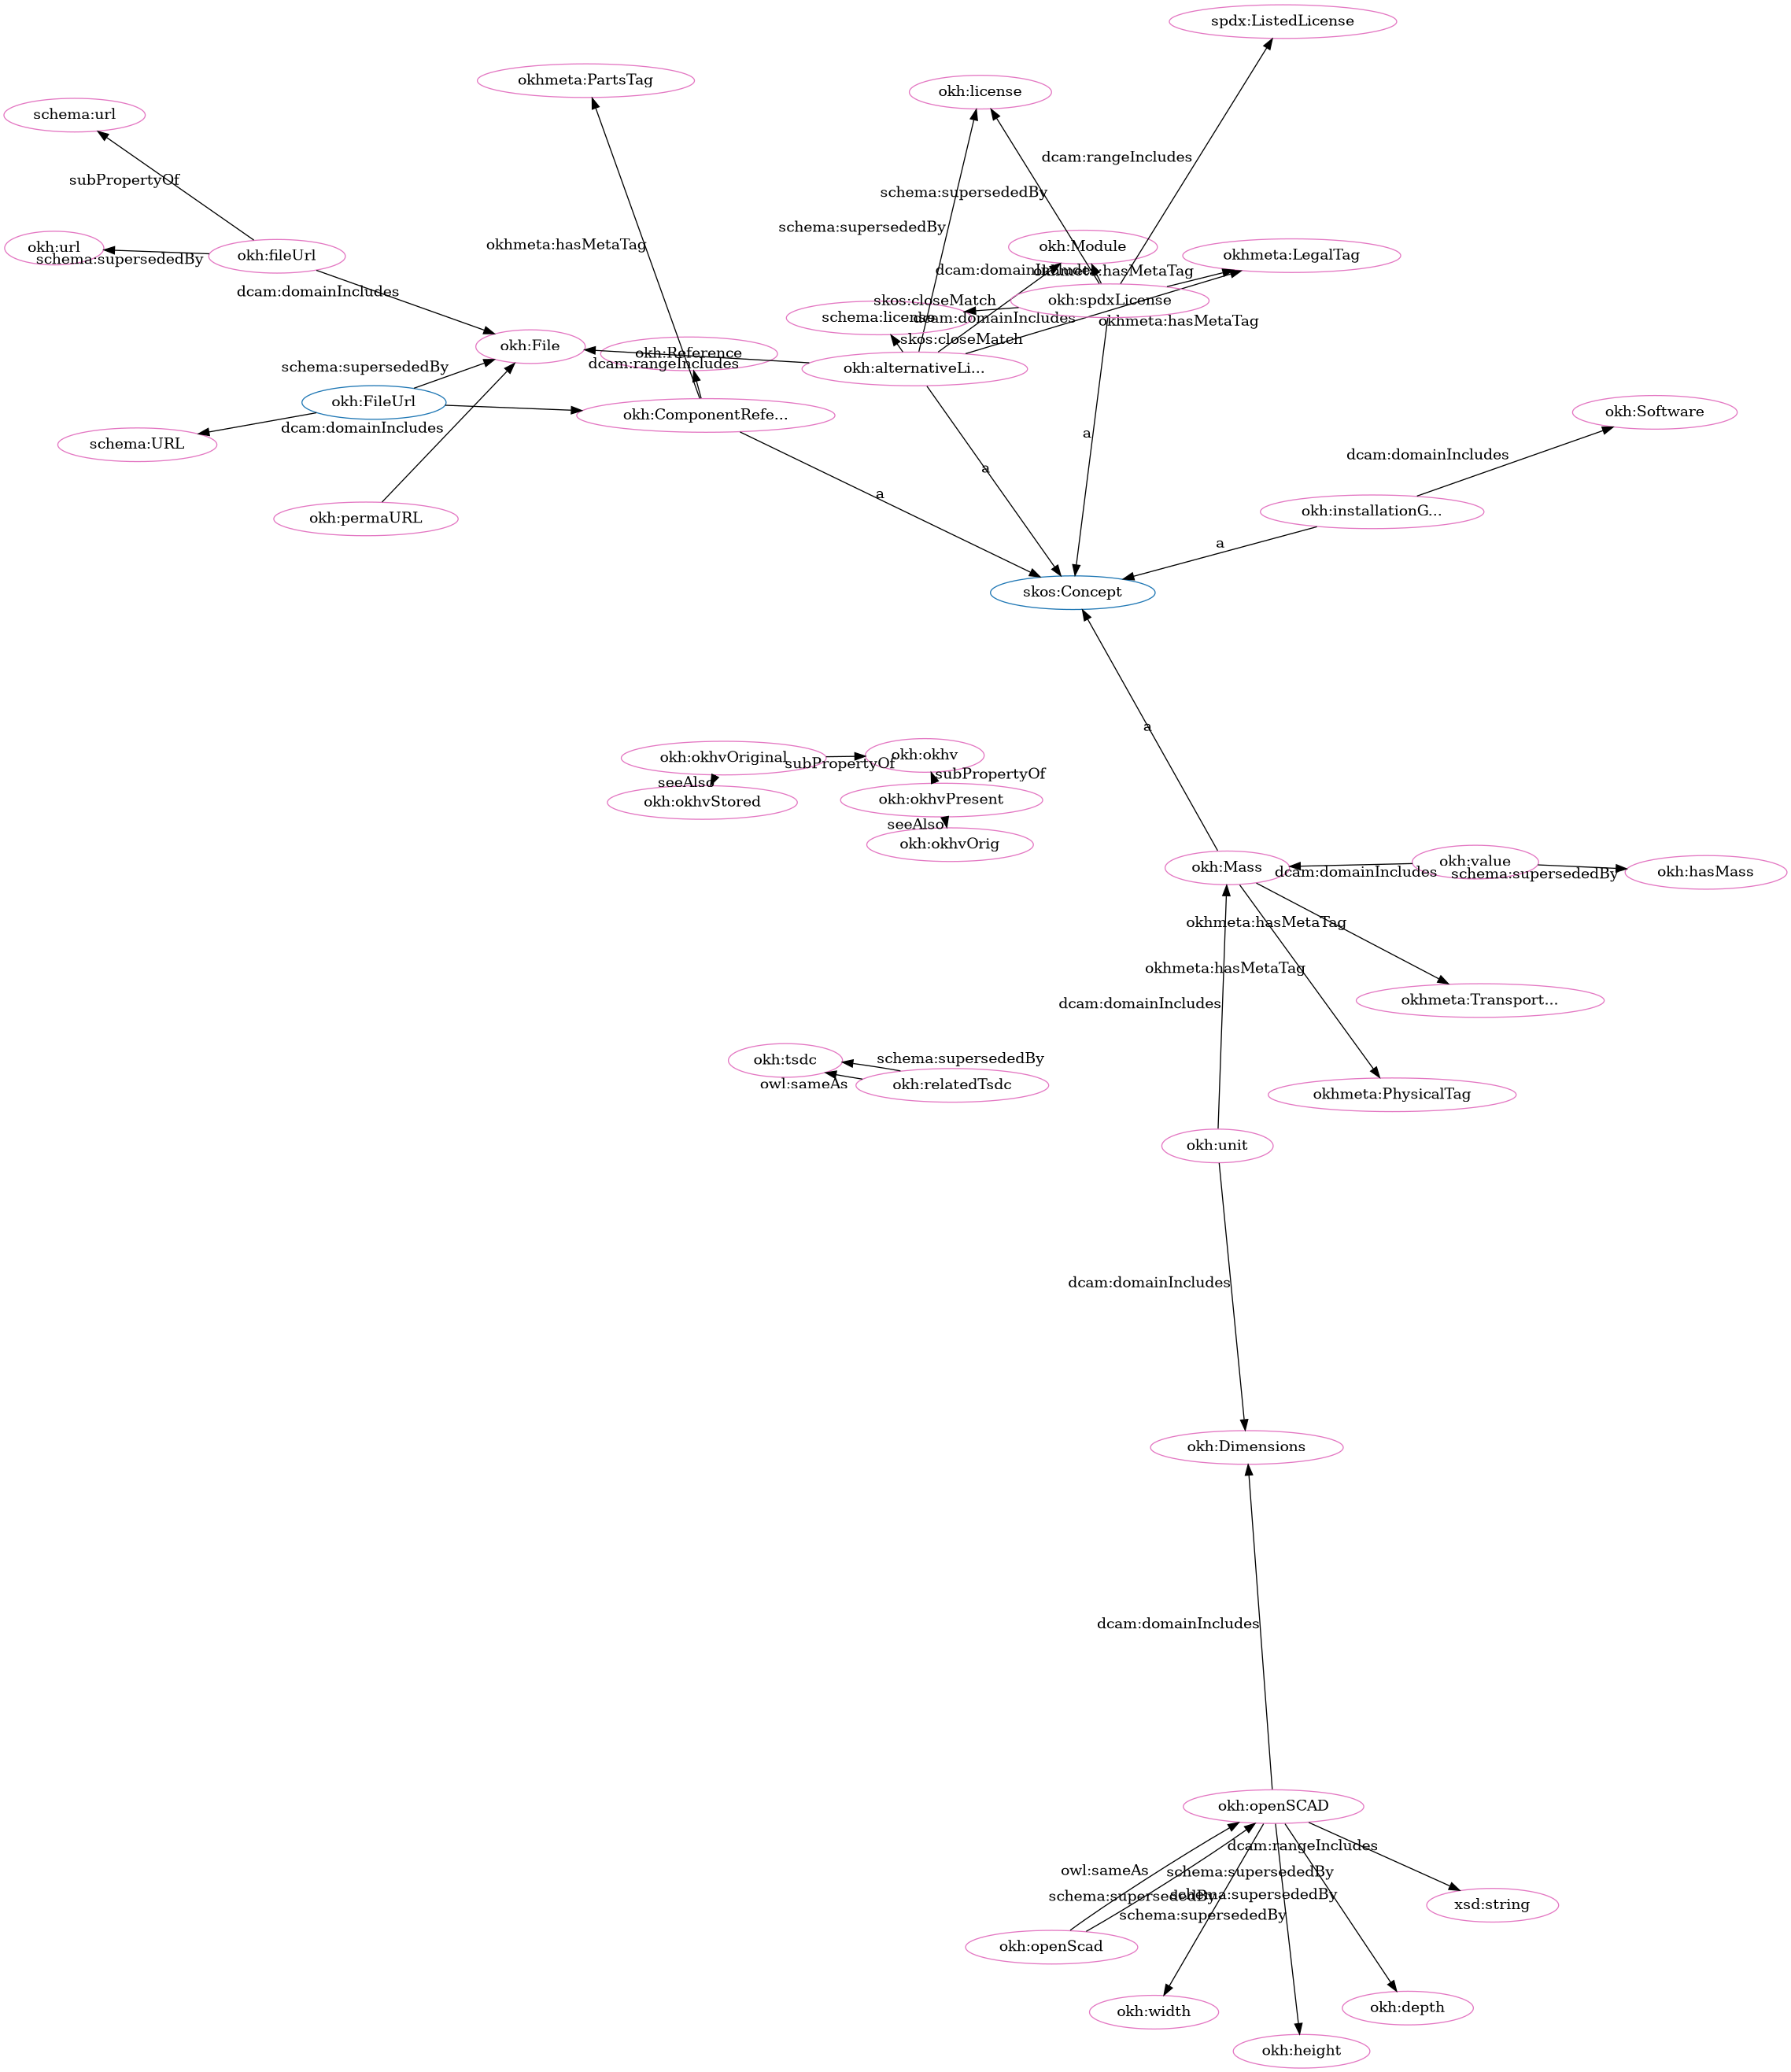 spdx:ListedLicense
okhmeta:PartsTag
okh:license
schema:url
dcam:rangeIncludes
subPropertyOf
schema:supersededBy
schema:supersededBy
okhmeta:hasMetaTag
okh:Module
okh:url
schema:supersededBy
okh:fileUrl
okhmeta:LegalTag
dcam:domainIncludes
okhmeta:hasMetaTag
dcam:domainIncludes
skos:closeMatch
okh:spdxLicense
schema:license
dcam:domainIncludes
okhmeta:hasMetaTag
skos:closeMatch
okh:File
okh:Reference
dcam:rangeIncludes
schema:supersededBy
okh:alternativeLi...
okh:FileUrl
okh:ComponentRefe...
okh:Software
dcam:domainIncludes
a
schema:URL
dcam:domainIncludes
a
a
okh:permaURL
okh:installationG...
a
skos:Concept
a
okh:okhvOriginal
subPropertyOf
okh:okhv
seeAlso
subPropertyOf
okh:okhvStored
okh:okhvPresent
seeAlso
okh:okhvOrig
okh:Mass
dcam:domainIncludes
okh:value
schema:supersededBy
okh:hasMass
okhmeta:hasMetaTag
okhmeta:hasMetaTag
dcam:domainIncludes
okhmeta:Transport...
okh:tsdc
schema:supersededBy
owl:sameAs
okh:relatedTsdc
okhmeta:PhysicalTag
okh:unit
dcam:domainIncludes
okh:Dimensions
dcam:domainIncludes
okh:openSCAD
dcam:rangeIncludes
owl:sameAs
schema:supersededBy
schema:supersededBy
schema:supersededBy
schema:supersededBy
xsd:string
okh:openScad
okh:width
okh:depth
okh:height